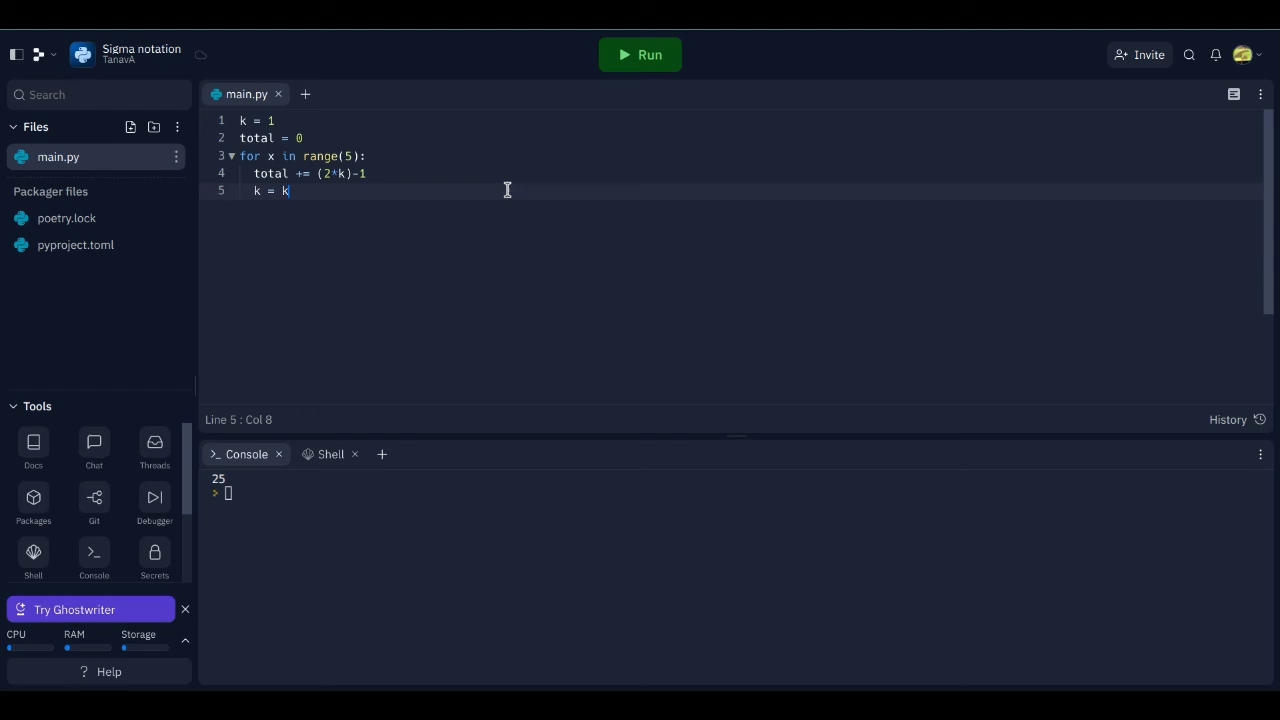 Sigma notation
TanavA
Run
Invite
Search
Files
main.py
Packager files
poetry.lock
pyproject.toml
main.py
1 k = 1
2 total = 0
3 for x in range(5):
4 total += (2*k)-1
5 k = k
Line 5 : Col 8
History
Tools
Docs
Chat
Threads
Packages
Git
Debugger
Shell
Console
Secrets
Try Ghostwriter
CPU
RAM
Storage
? Help
>_ Console
Shell
25